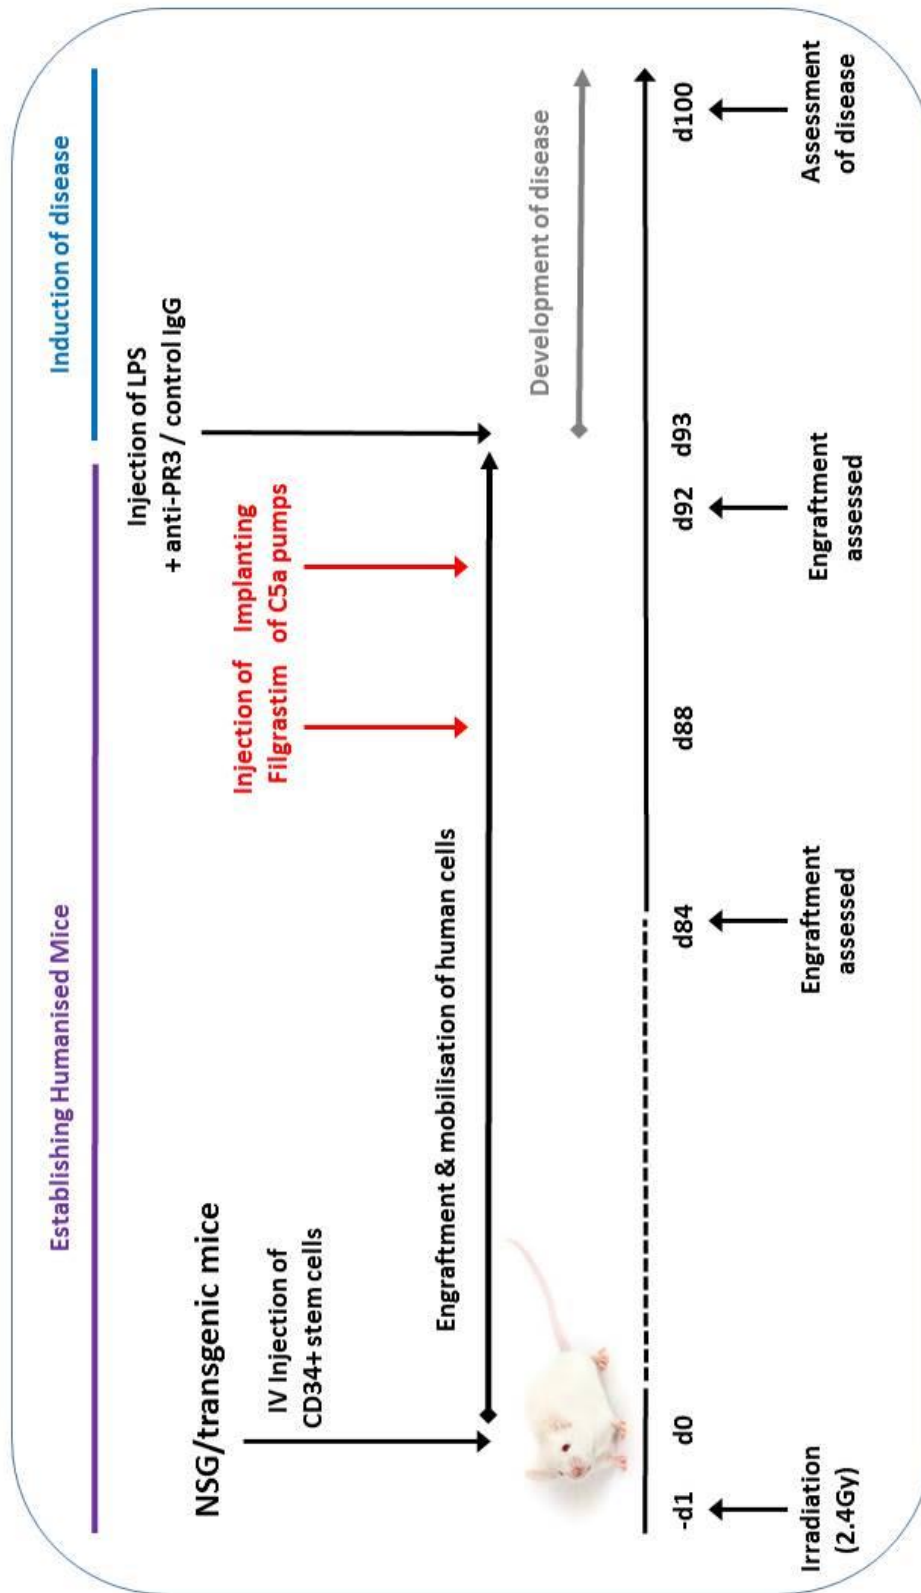 Establishing Humanised Mice
Induction of disease
NSG/transgenic mice
IV Injection of
CD34+ stem cells
Injection of
Filgrastim
Implanting
of C5a pumps
Injection of LPS
+ anti-PR3 / control IgG
Engraftment & mobilisation of human cells
Development of disease
-d1
d0
d84
d88
d92
d93
d100
Irradiation
(2.4Gy)
Engraftment
assessed
Engraftment
assessed
Assessment
of disease